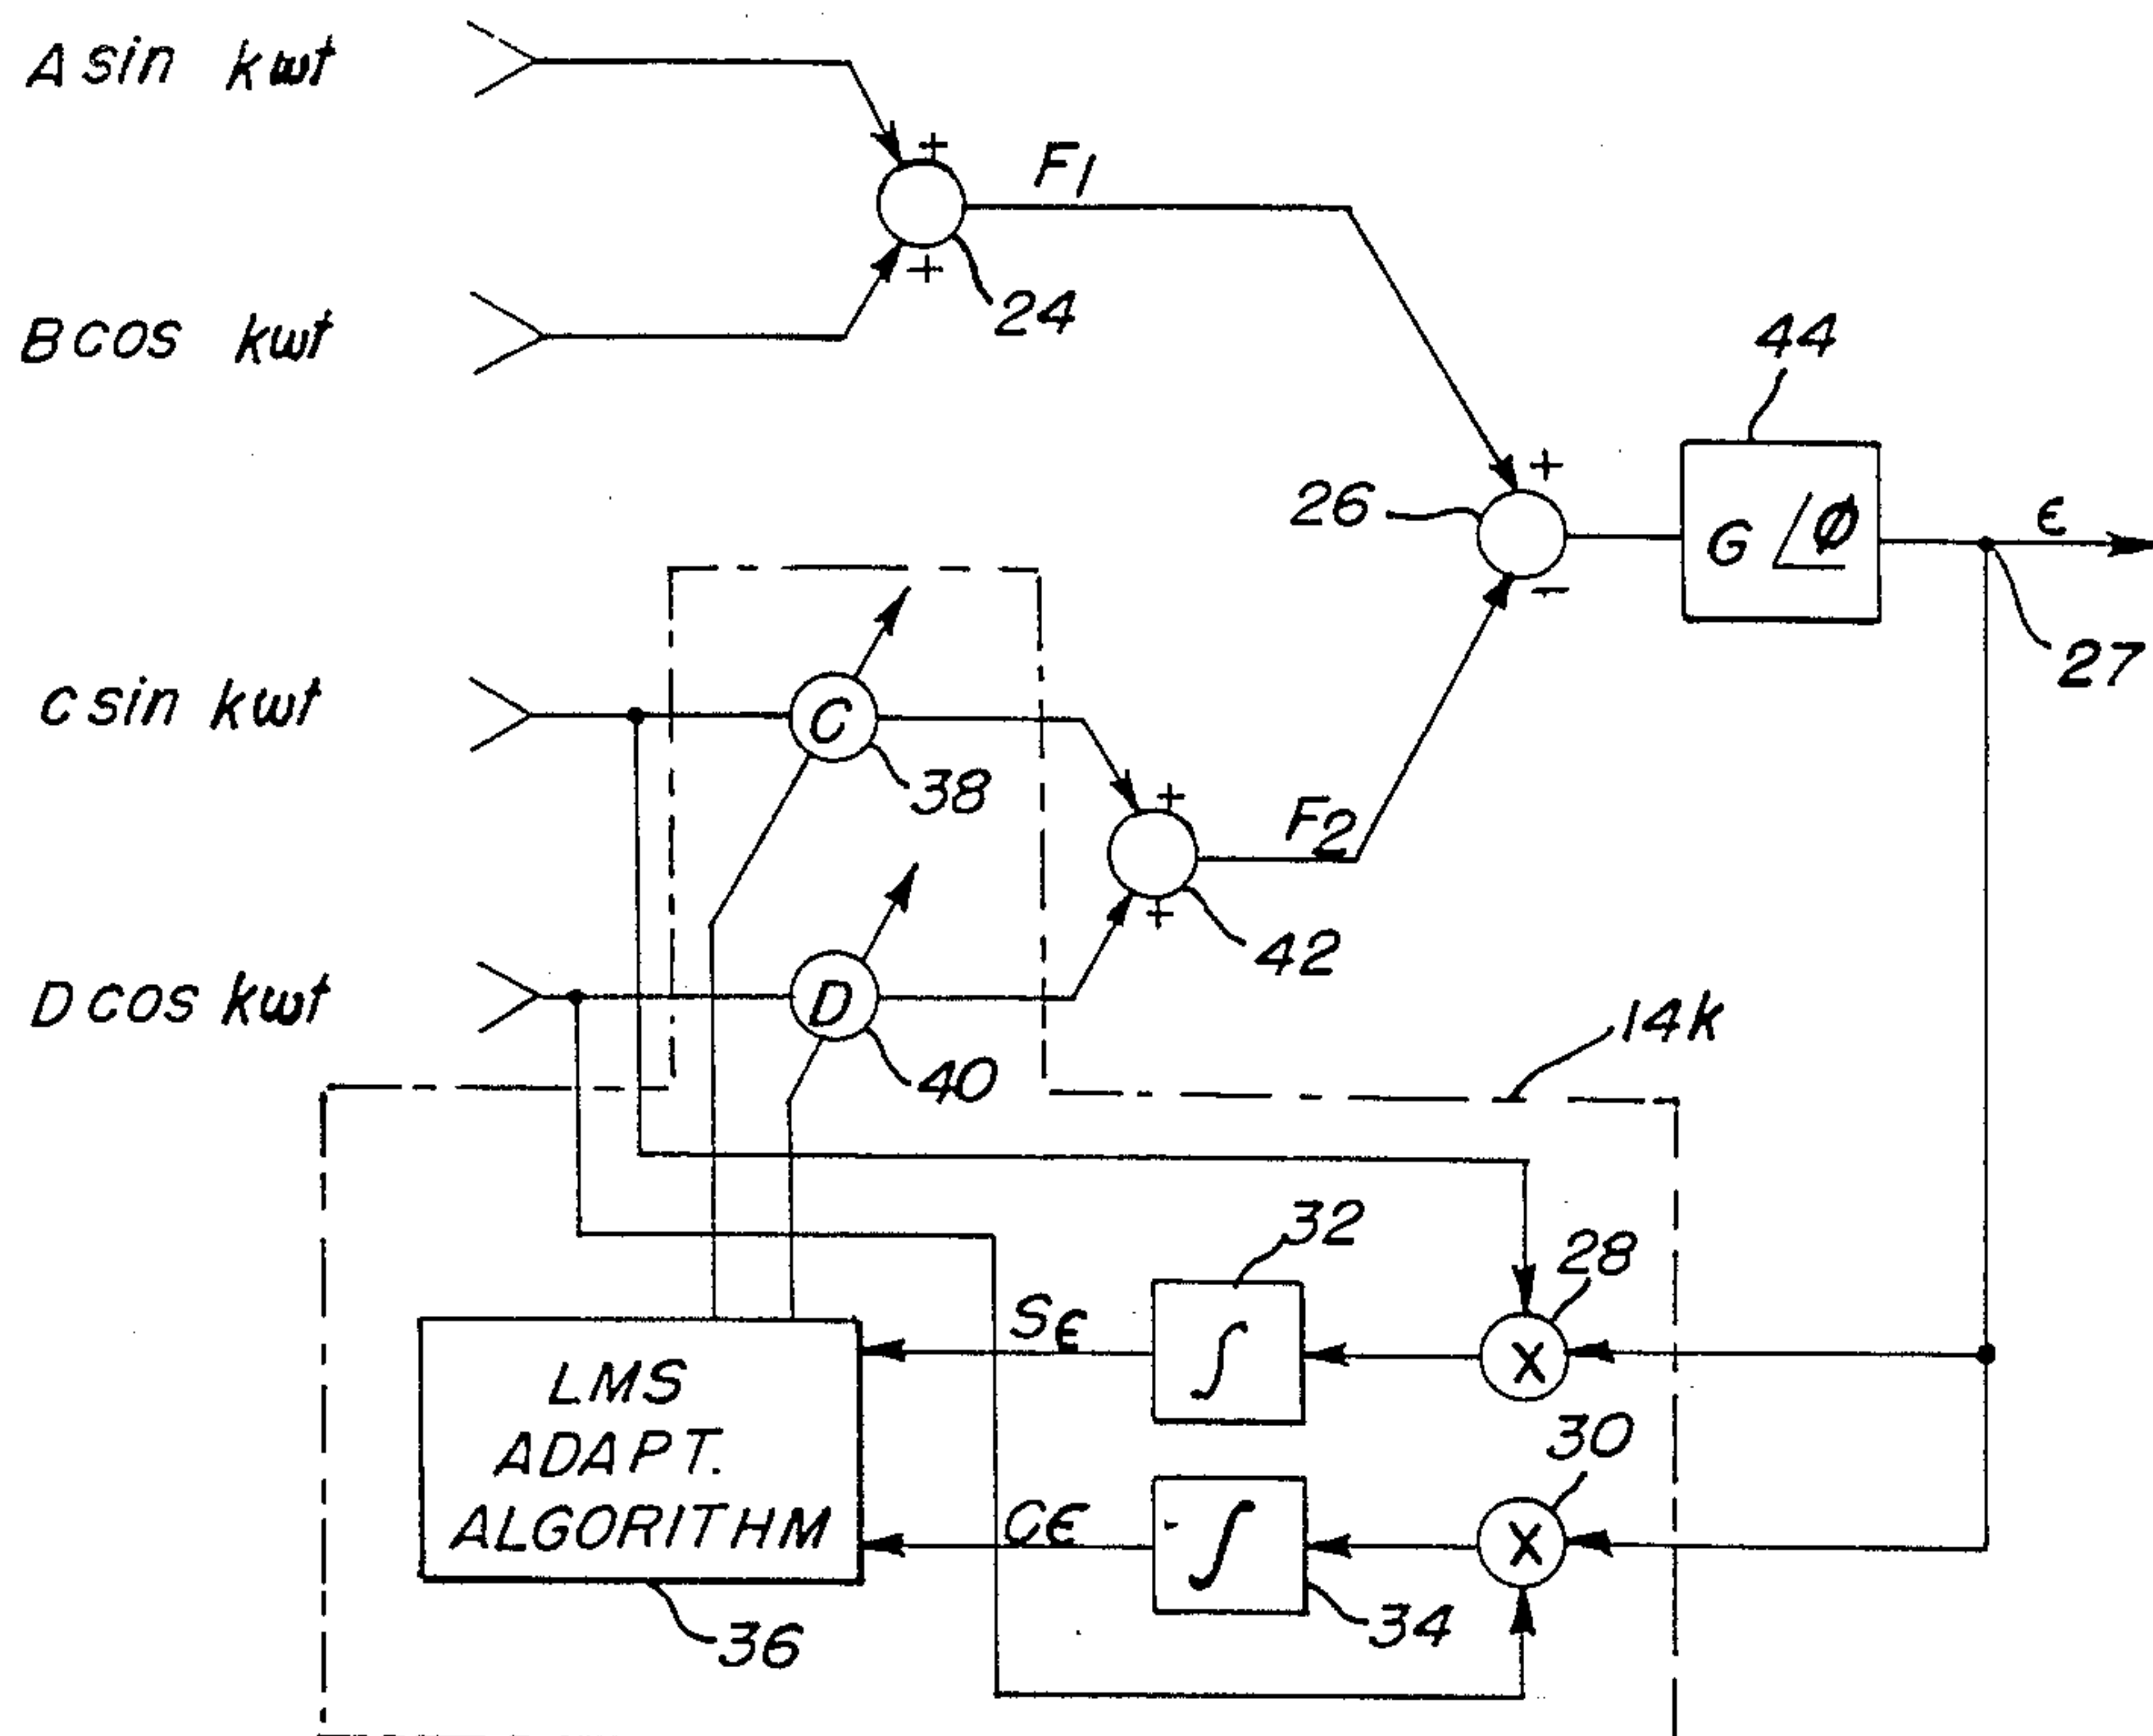 A sin kωt
+
F1
+
24
B cos kωt
44
+
26
G ∠Φ
ϵ
-
27
C sin kωt
C
38
+
F2
+
42
D cos kωt
D
40
14k
32
28
Sϵ
∫
X
LMS
ADAPT.
ALGORITHM
30
Cϵ
∫
X
34
36